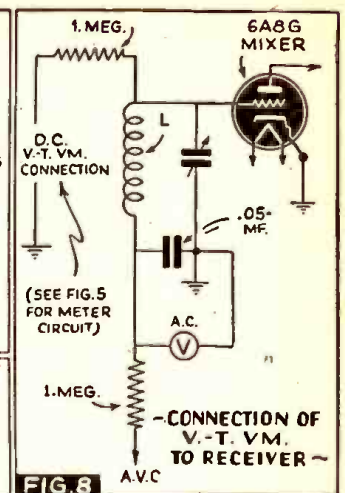 1. MEG.
6A8G
MIXER
L
D.C.
V.-T. VM.
CONNECTION
.05-
MF.
(SEE FIG.5
FOR METER
CIRCUIT)
A.C.
V
1. MEG.
~CONNECTION OF
V.-T. VM.
TO RECEIVER~
A.V.C
FIG.8